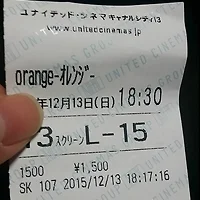 ユナイテッド・シネマキャナルシティ13
www.unitedcinemas.jp
orange-オレンジ-
年12月13日(日) 18:30
3 スクリーン L-15
1500 ¥1,500
SK 107 2015/12/13 18:17:16